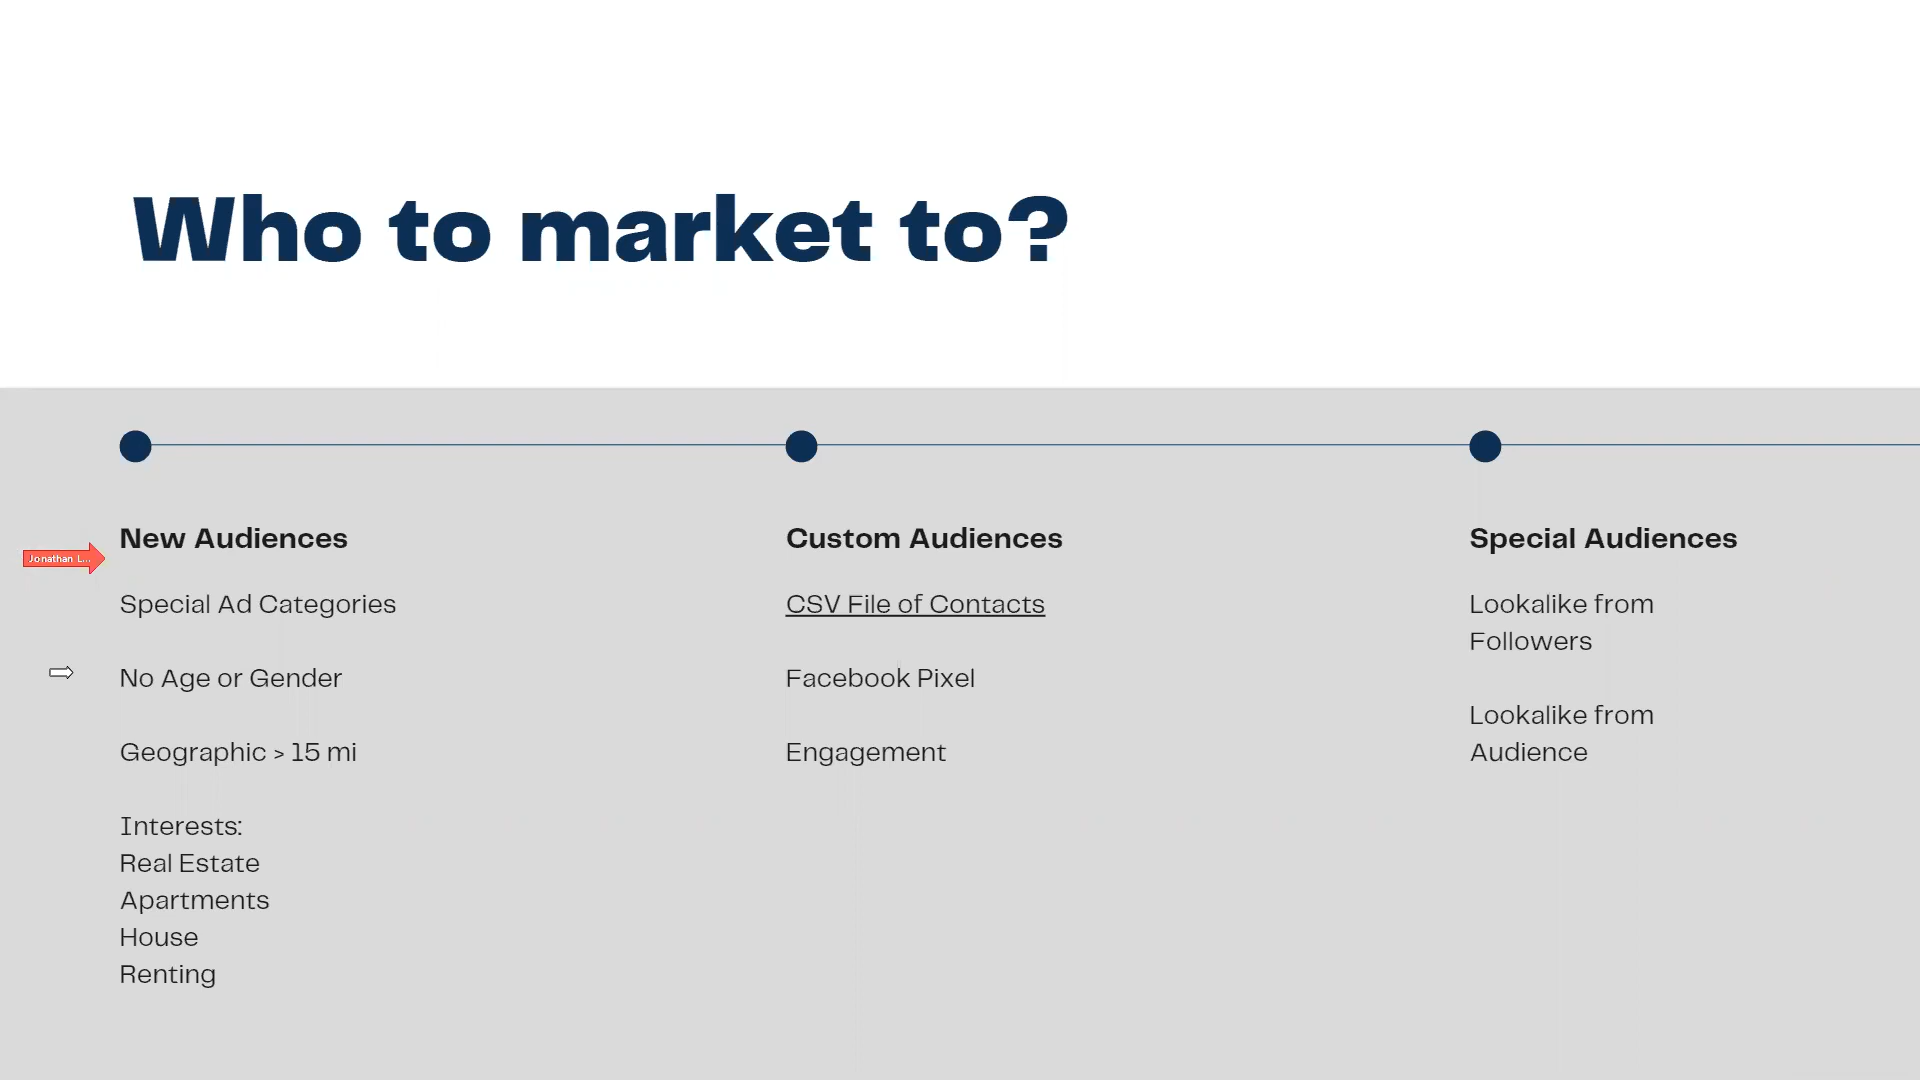 Who to market to?
New Audiences
Jonathan L...
Special Ad Categories
No Age or Gender
Geographic > 15 mi
Interests:
Real Estate
Apartments
House
Renting
Custom Audiences
CSV File of Contacts
Facebook Pixel
Engagement
Special Audiences
Lookalike from
Followers
Lookalike from
Audience